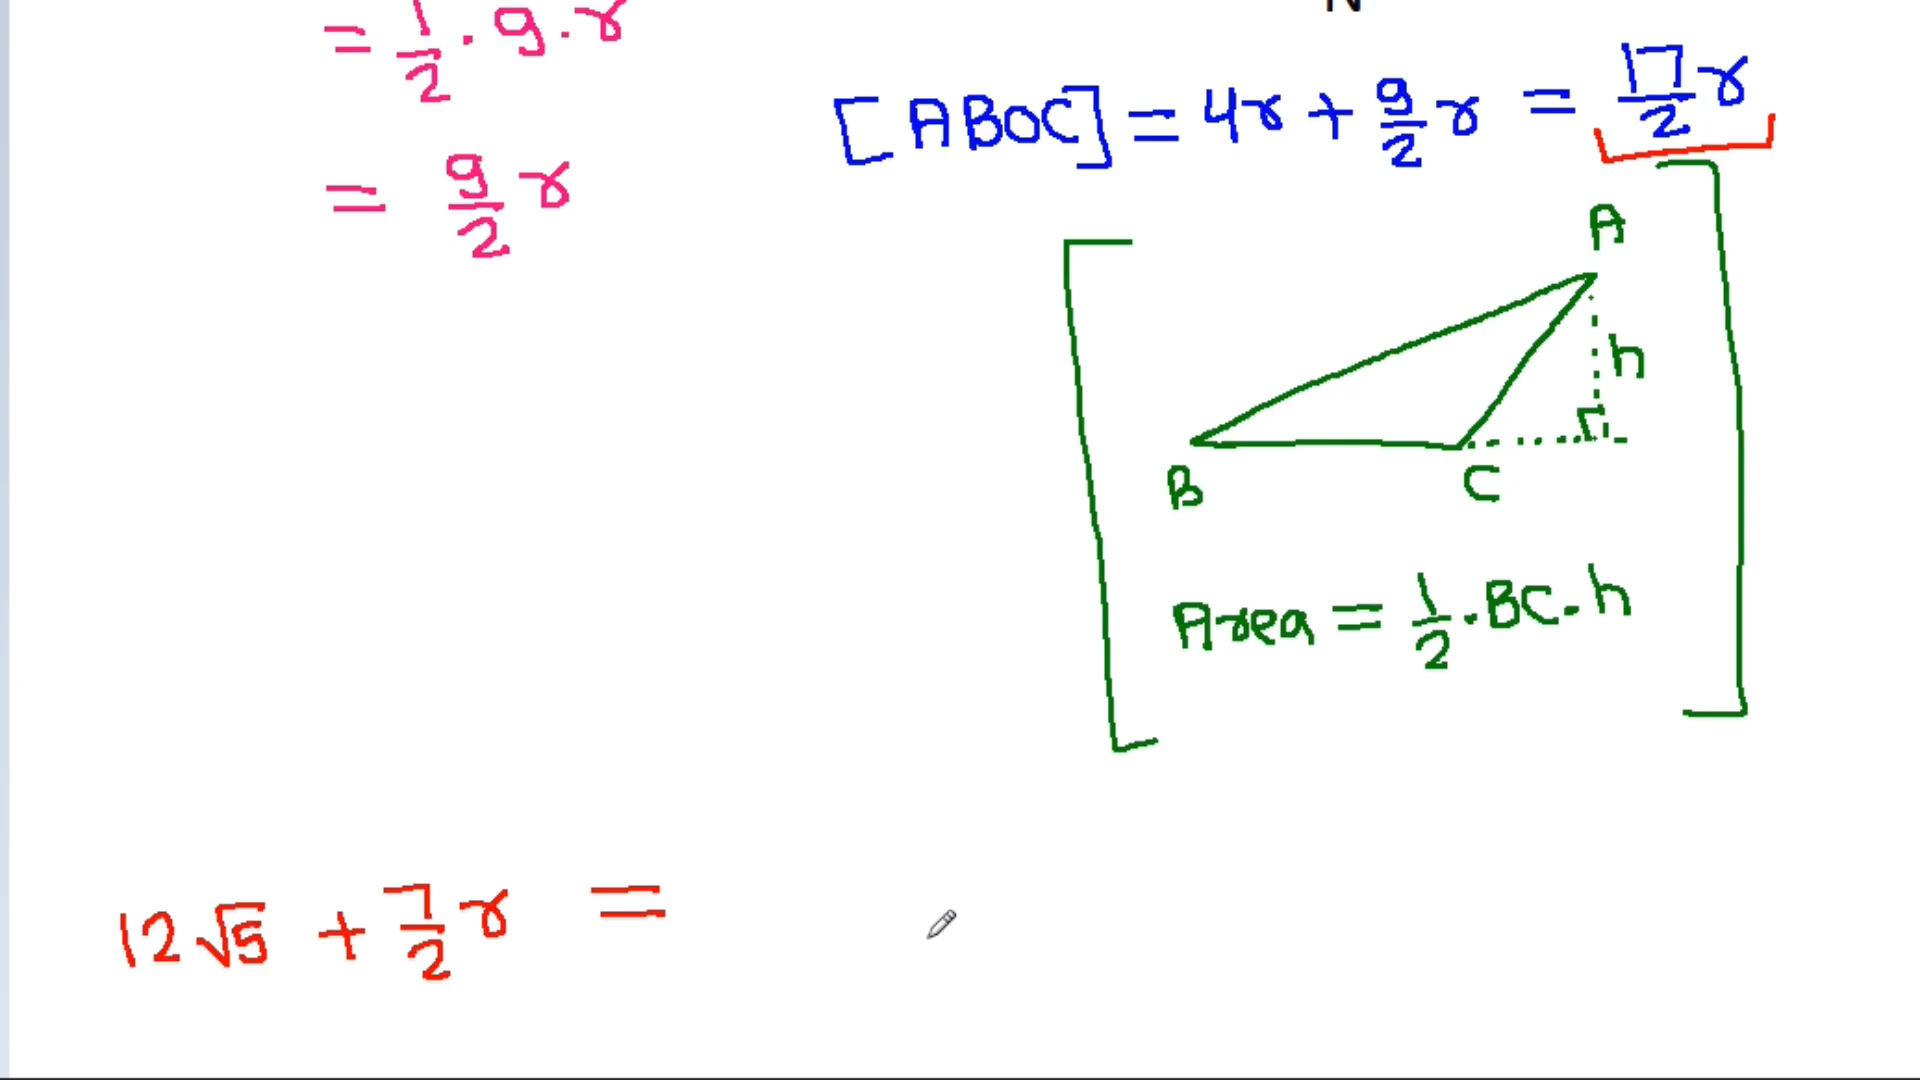 = 1/2 · 9 · r
= 9/2 r
[ABOC] = 4r + 9/2 r = 17/2 r
A
h
B
C
Area = 1/2 · BC · h
12√5 + 7/2 r =